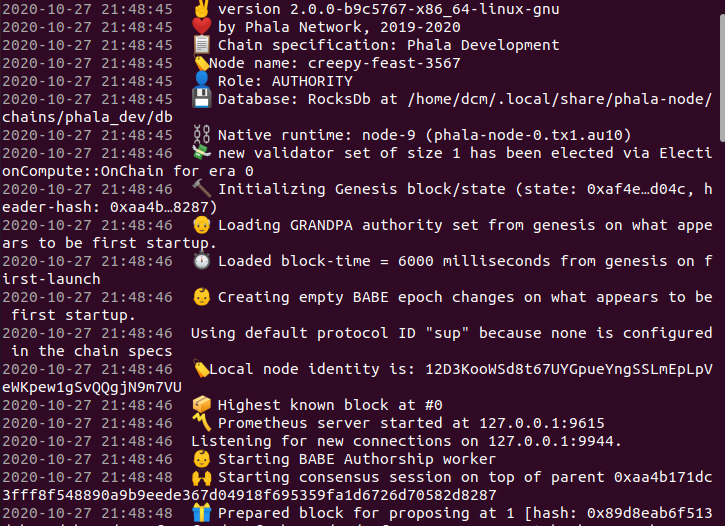 2020-10-27 21:48:45 ✌️ version 2.0.0-b9c5767-x86_64-linux-gnu
2020-10-27 21:48:45 ❤️ by Phala Network, 2019-2020
2020-10-27 21:48:45 📋 Chain specification: Phala Development
2020-10-27 21:48:45 🏷Node name: creepy-feast-3567
2020-10-27 21:48:45 👤 Role: AUTHORITY
2020-10-27 21:48:45 💾 Database: RocksDb at /home/dcm/.local/share/phala-node/
chains/phala_dev/db
2020-10-27 21:48:45 ⛓ Native runtime: node-9 (phala-node-0.tx1.au10)
2020-10-27 21:48:46 💸 new validator set of size 1 has been elected via Electi
onCompute::OnChain for era 0
2020-10-27 21:48:46 🔨 Initializing Genesis block/state (state: 0xaf4e…d04c, h
eader-hash: 0xaa4b…8287)
2020-10-27 21:48:46 👴 Loading GRANDPA authority set from genesis on what appe
ars to be first startup.
2020-10-27 21:48:46 ⏱ Loaded block-time = 6000 milliseconds from genesis on f
irst-launch
2020-10-27 21:48:46 👶 Creating empty BABE epoch changes on what appears to be
 first startup.
2020-10-27 21:48:46 Using default protocol ID "sup" because none is configured
 in the chain specs
2020-10-27 21:48:46 🏷Local node identity is: 12D3KooWSd8t67UYGpueYngSSLmEpLpV
eWKpew1gSvQQgjN9m7VU
2020-10-27 21:48:46 📦 Highest known block at #0
2020-10-27 21:48:46 〽️ Prometheus server started at 127.0.0.1:9615
2020-10-27 21:48:46 Listening for new connections on 127.0.0.1:9944.
2020-10-27 21:48:46 👶 Starting BABE Authorship worker
2020-10-27 21:48:48 🙌 Starting consensus session on top of parent 0xaa4b171dc
3fff8f548890a9b9eede367d04918f695359fa1d6726d70582d8287
2020-10-27 21:48:48 🎁 Prepared block for proposing at 1 [hash: 0x89d8eab6f513